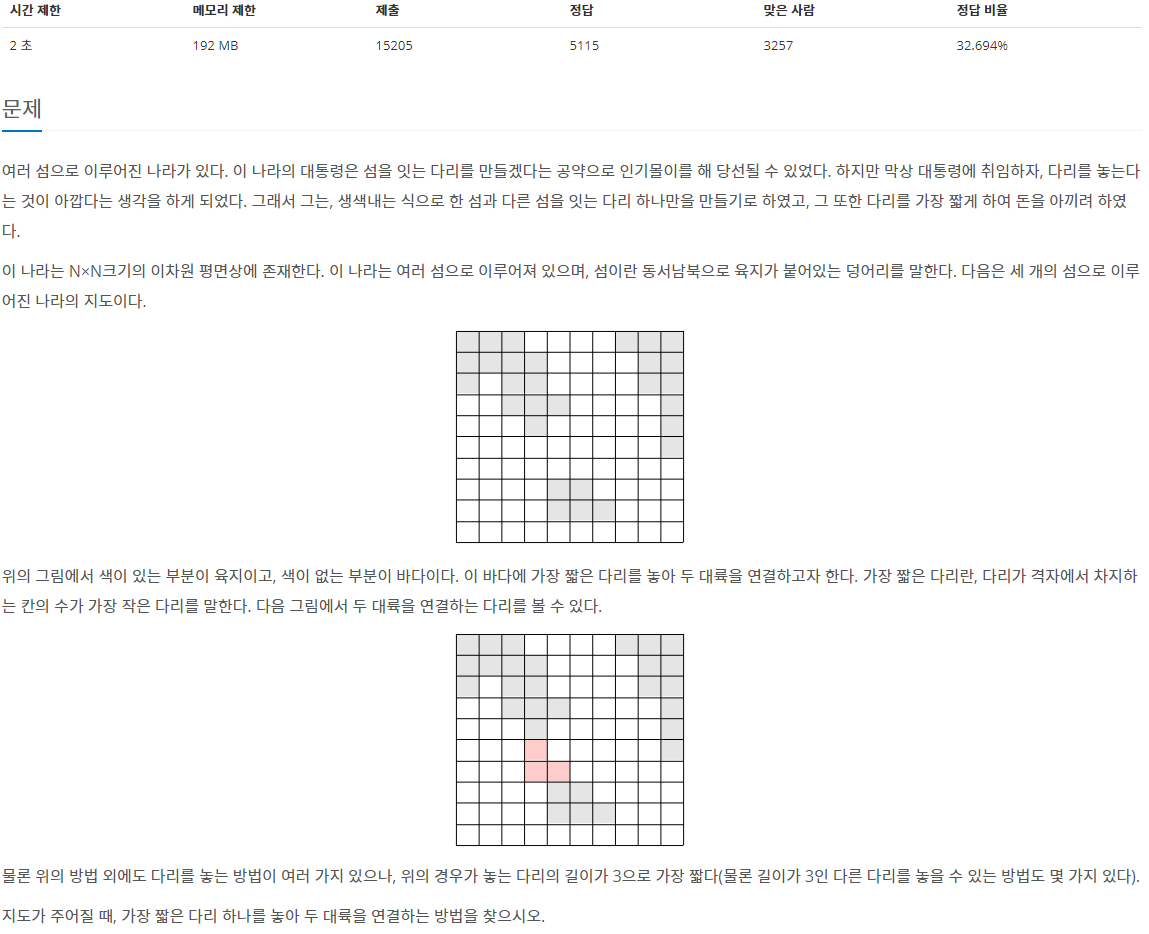 시간 제한 메모리 제한 제출 정답 맞은 사람 정답 비율
2 초 192 MB 15205 5115 3257 32.694%
문제
여러 섬으로 이루어진 나라가 있다. 이 나라의 대통령은 섬을 잇는 다리를 만들겠다는 공약으로 인기몰이를 해 당선될 수 있었다. 하지만 막상 대통령에 취임하자, 다리를 놓는다
는 것이 아깝다는 생각을 하게 되었다. 그래서 그는, 생색내는 식으로 한 섬과 다른 섬을 잇는 다리 하나만을 만들기로 하였고, 그 또한 다리를 가장 짧게 하여 돈을 아끼려 하였
다.
이 나라는 N×N크기의 이차원 평면상에 존재한다. 이 나라는 여러 섬으로 이루어져 있으며, 섬이란 동서남북으로 육지가 붙어있는 덩어리를 말한다. 다음은 세 개의 섬으로 이루
어진 나라의 지도이다.
위의 그림에서 색이 있는 부분이 육지이고, 색이 없는 부분이 바다이다. 이 바다에 가장 짧은 다리를 놓아 두 대륙을 연결하고자 한다. 가장 짧은 다리란, 다리가 격자에서 차지하
는 칸의 수가 가장 작은 다리를 말한다. 다음 그림에서 두 대륙을 연결하는 다리를 볼 수 있다.
물론 위의 방법 외에도 다리를 놓는 방법이 여러 가지 있으나, 위의 경우가 놓는 다리의 길이가 3으로 가장 짧다(물론 길이가 3인 다른 다리를 놓을 수 있는 방법도 몇 가지 있다).
지도가 주어질 때, 가장 짧은 다리 하나를 놓아 두 대륙을 연결하는 방법을 찾으시오.